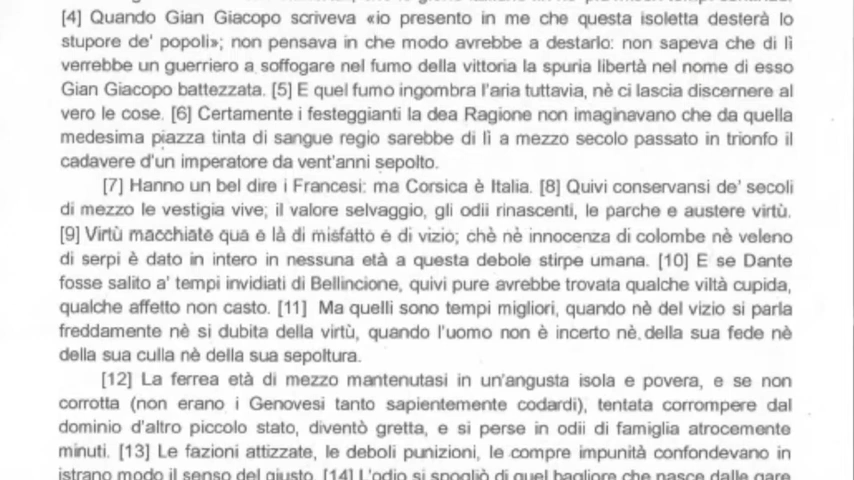 [4] Quando Gian Giacopo scriveva «io presento in me che questa isoletta desterà lo
stupore de' popoli»; non pensava in che modo avrebbe a destarlo: non sapeva che di lì
verrebbe un guerriero a soffogare nel fumo della vittoria la spuria libertà nel nome di esso
Gian Giacopo battezzata. [5] E quel fumo ingombra l'aria tuttavia, nè ci lascia discernere al
vero le cose. [6] Certamente i festeggianti la dea Ragione non imaginavano che da quella
medesima piazza tinta di sangue regio sarebbe di lì a mezzo secolo passato in trionfo il
cadavere d'un imperatore da vent'anni sepolto.
[7] Hanno un bel dire i Francesi: ma Corsica è Italia. [8] Quivi conservansi de' secoli
di mezzo le vestigia vive; il valore selvaggio, gli odii rinascenti, le parche e austere virtù.
[9] Virtù macchiate qua e là di misfatto e di vizio; chè nè innocenza di colombe nè veleno
di serpi è dato in intero in nessuna età a questa debole stirpe umana. [10] E se Dante
fosse salito a' tempi invidiati di Bellincione, quivi pure avrebbe trovata qualche viltà cupida,
qualche affetto non casto. [11] Ma quelli sono tempi migliori, quando nè del vizio si parla
freddamente nè si dubita della virtù, quando l'uomo non è incerto nè della sua fede nè
della sua culla nè della sua sepoltura.
[12] La ferrea età di mezzo mantenutasi in un'angusta isola e povera, e se non
corrotta (non erano i Genovesi tanto sapientemente codardi), tentata corrompere dal
dominio d'altro piccolo stato, diventò gretta, e si perse in odii di famiglia atrocemente
minuti. [13] Le fazioni attizzate, le deboli punizioni, le compre impunità confondevano in
istrano modo il senso del giusto. [14] L'odio si spogliò di quel bagliore che nasce dalle gare